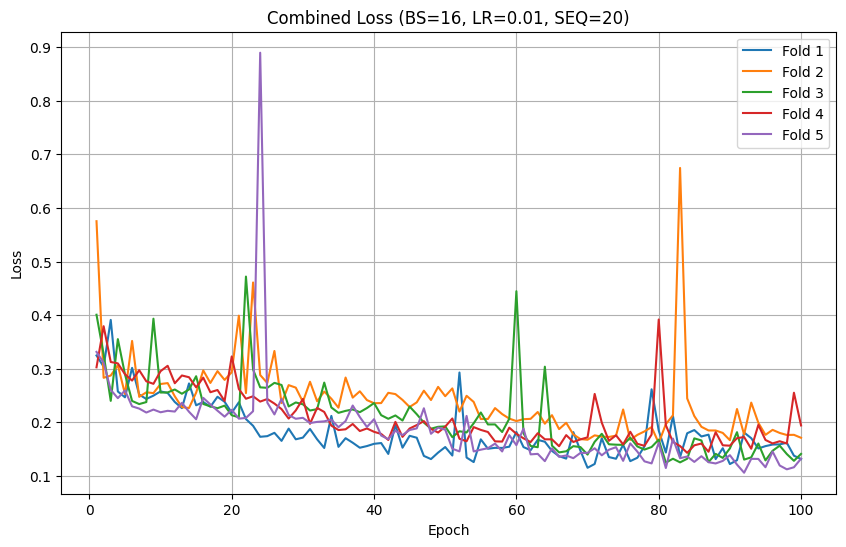 Combined Loss (BS=16, LR=0.01, SEQ=20)
Loss
0.9
0.8
0.7
0.6
0.5
0.4
0.3
0.2
0.1
Fold 1
Fold 2
Fold 3
Fold 4
Fold 5
0 20 40 60 80 100
Epoch